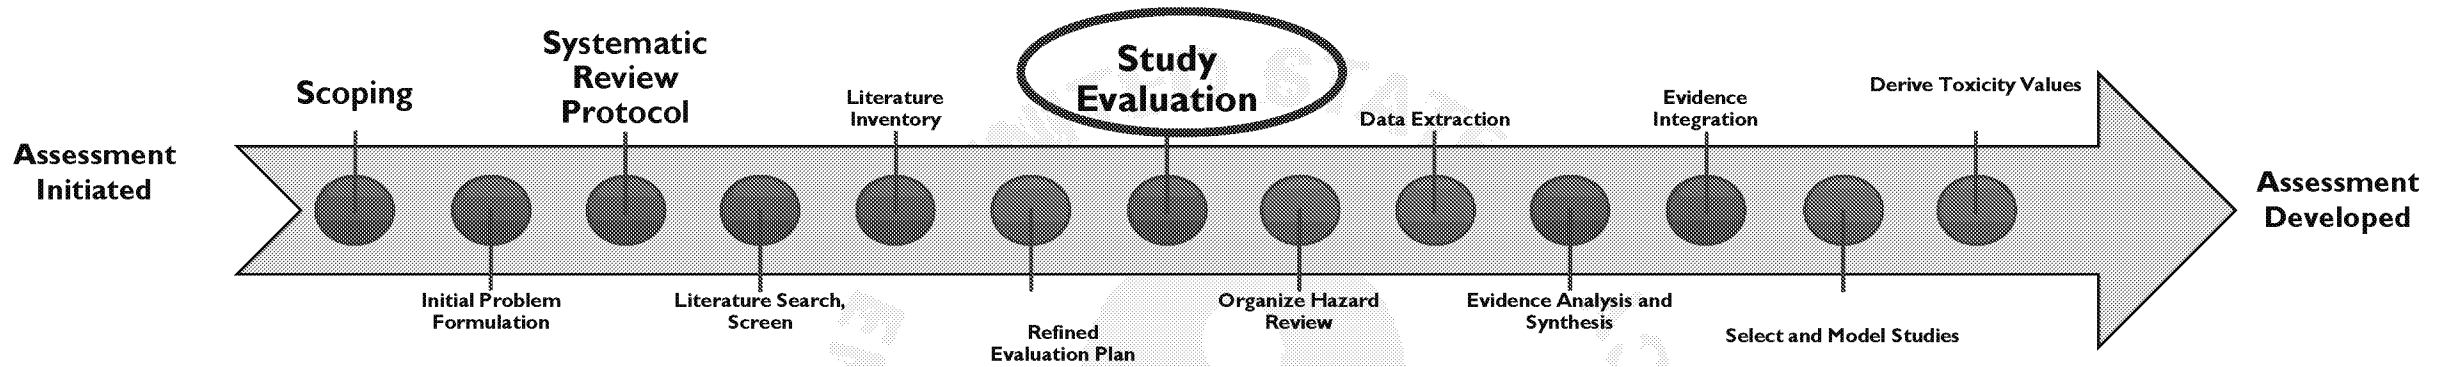 Assessment
Initiated
Scoping
Initial Problem
Formulation
Systematic
Review
Protocol
Literature Search,
Screen
Literature
Inventory
Refined
Evaluation Plan
Study
Evaluation
Organize Hazard
Review
Data Extraction
Evidence Analysis and
Synthesis
Evidence
Integration
Select and Model Studies
Derive Toxicity Values
Assessment
Developed